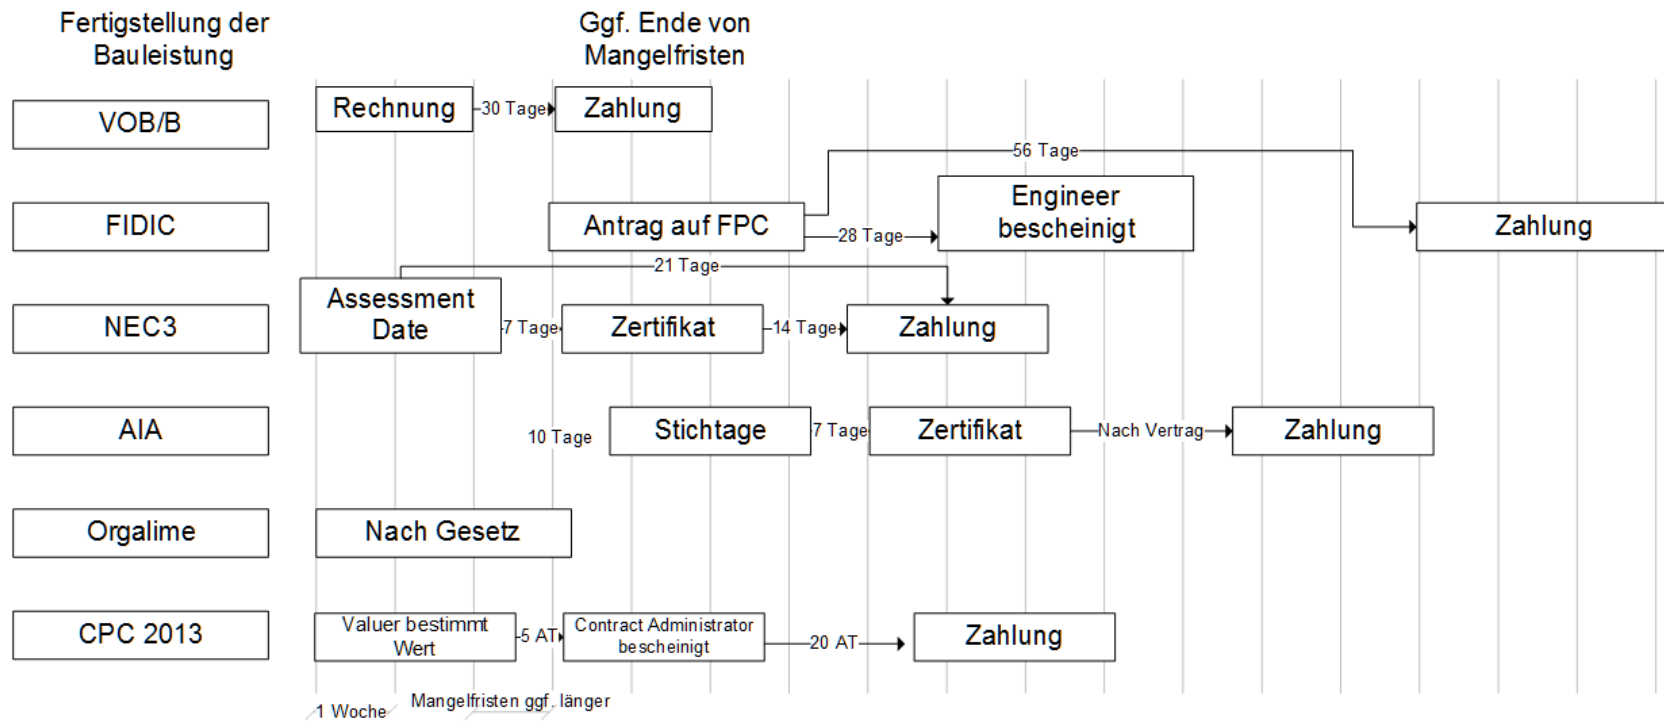 Fertigstellung der
Bauleistung
Ggf. Ende von
Mangelfristen
VOB/B
Rechnung
30 Tage
Zahlung
56 Tage
FIDIC
Antrag auf FPC
28 Tage
Engineer
bescheinigt
Zahlung
21 Tage
NEC3
Assessment
Date
7 Tage
Zertifikat
14 Tage
Zahlung
AIA
10 Tage
Stichtage
7 Tage
Zertifikat
Nach Vertrag
Zahlung
Orgalime
Nach Gesetz
CPC 2013
Valuer bestimmt
Wert
5 AT
Contract Administrator
bescheinigt
20 AT
Zahlung
1 Woche
Mangelfristen ggf. länger